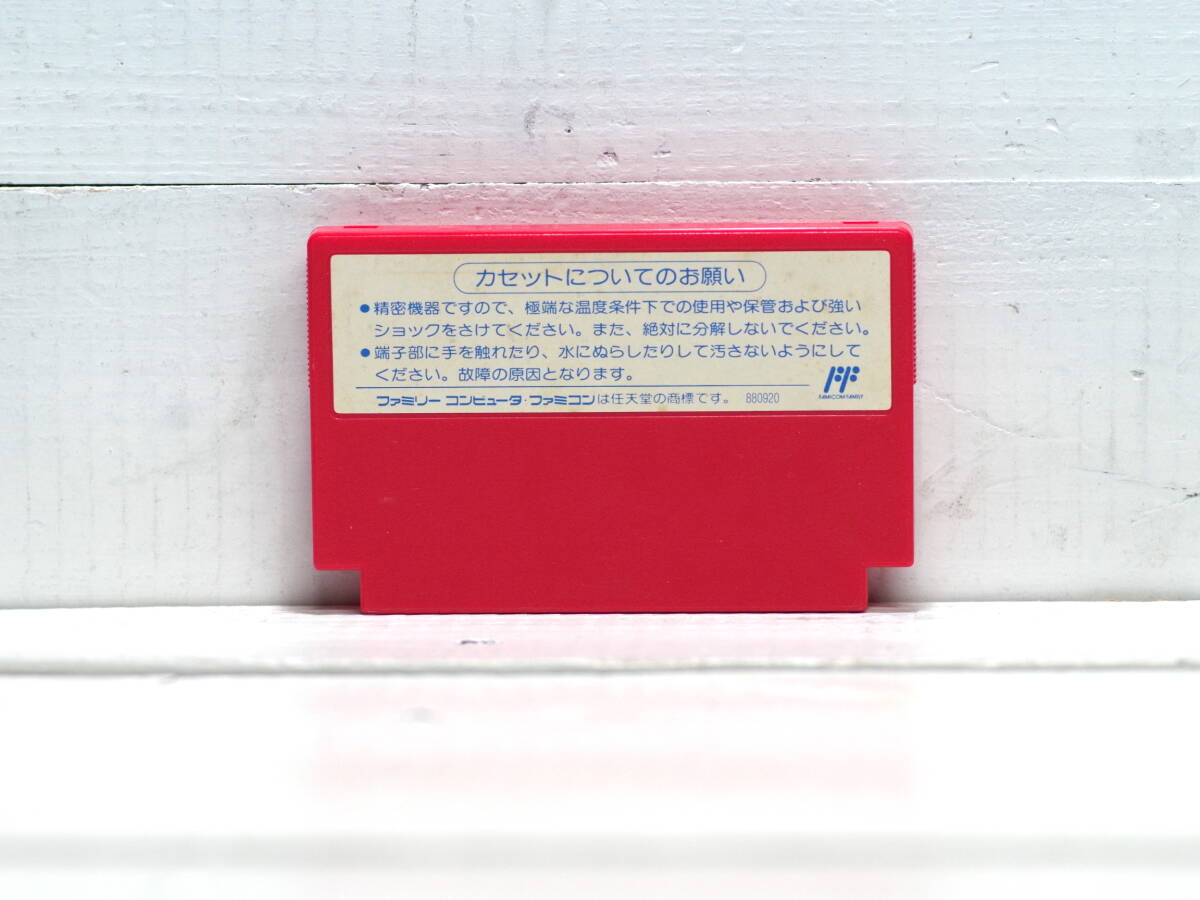 カセットについてのお願い
●精密機器ですので、極端な温度条件下での使用や保管および強い
ショックをさけてください。また、絶対に分解しないでください。
●端子部に手を触れたり、水にぬらしたりして汚さないようにして
ください。故障の原因となります。
ファミリーコンピュータ・ファミコンは任天堂の商標です。 880920
FAMICOM FAMILY